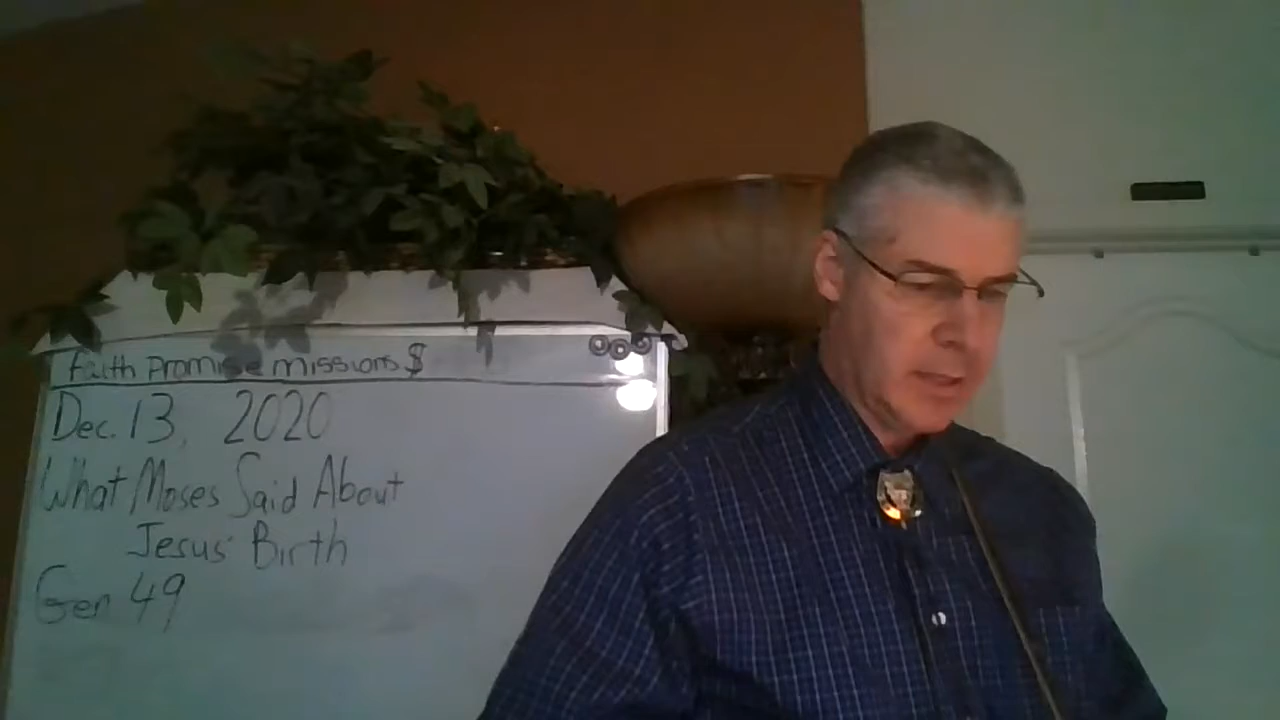 Faith Promise missions $
Dec. 13, 2020
What Moses Said About
Jesus' Birth
Gen 49